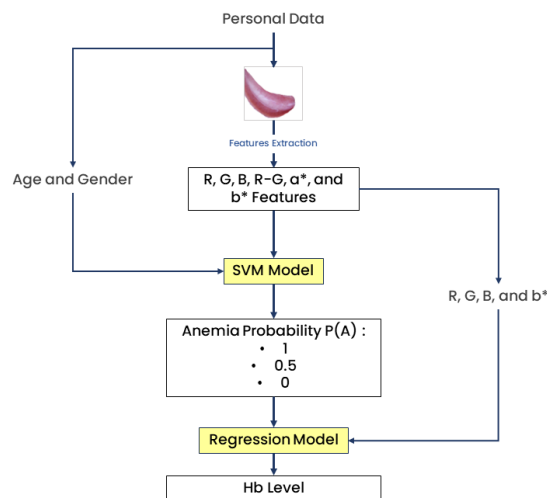 Personal Data
Features Extraction
Age and Gender
R, G, B, R-G, a*, and
b* Features
SVM Model
R, G, B, and b*
Anemia Probability P(A) :
• 1
• 0.5
• 0
Regression Model
Hb Level